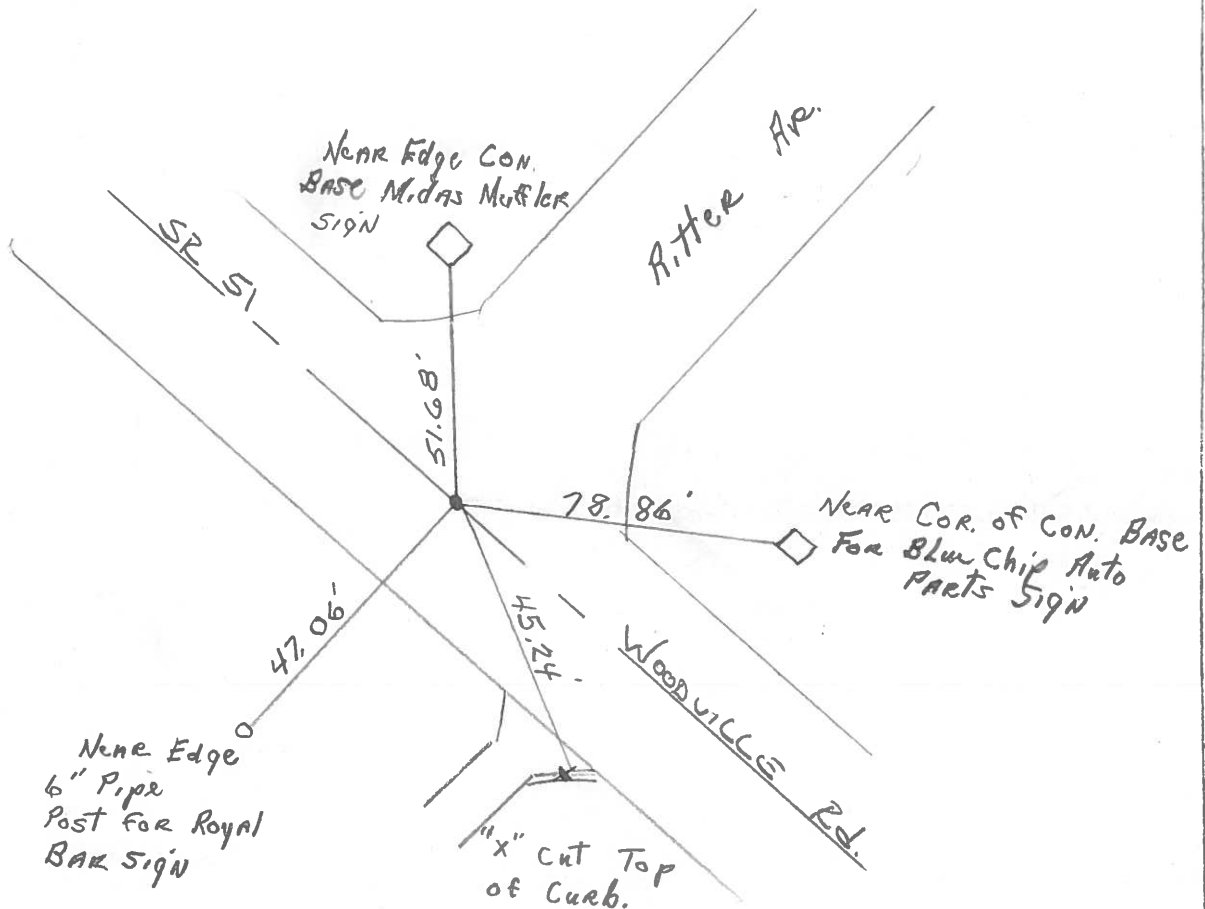 Near Edge Con.
Base Midas Muffler
Sign
Ritter Av.
SR 51
51.68'
78.86'
Near Cor. of Con. Base
For Blue Chip Auto
Parts Sign
47.06'
45.24'
Woodville Rd.
Near Edge
6" Pipe
Post For Royal
Bar Sign
"x" Cut Top
of Curb.